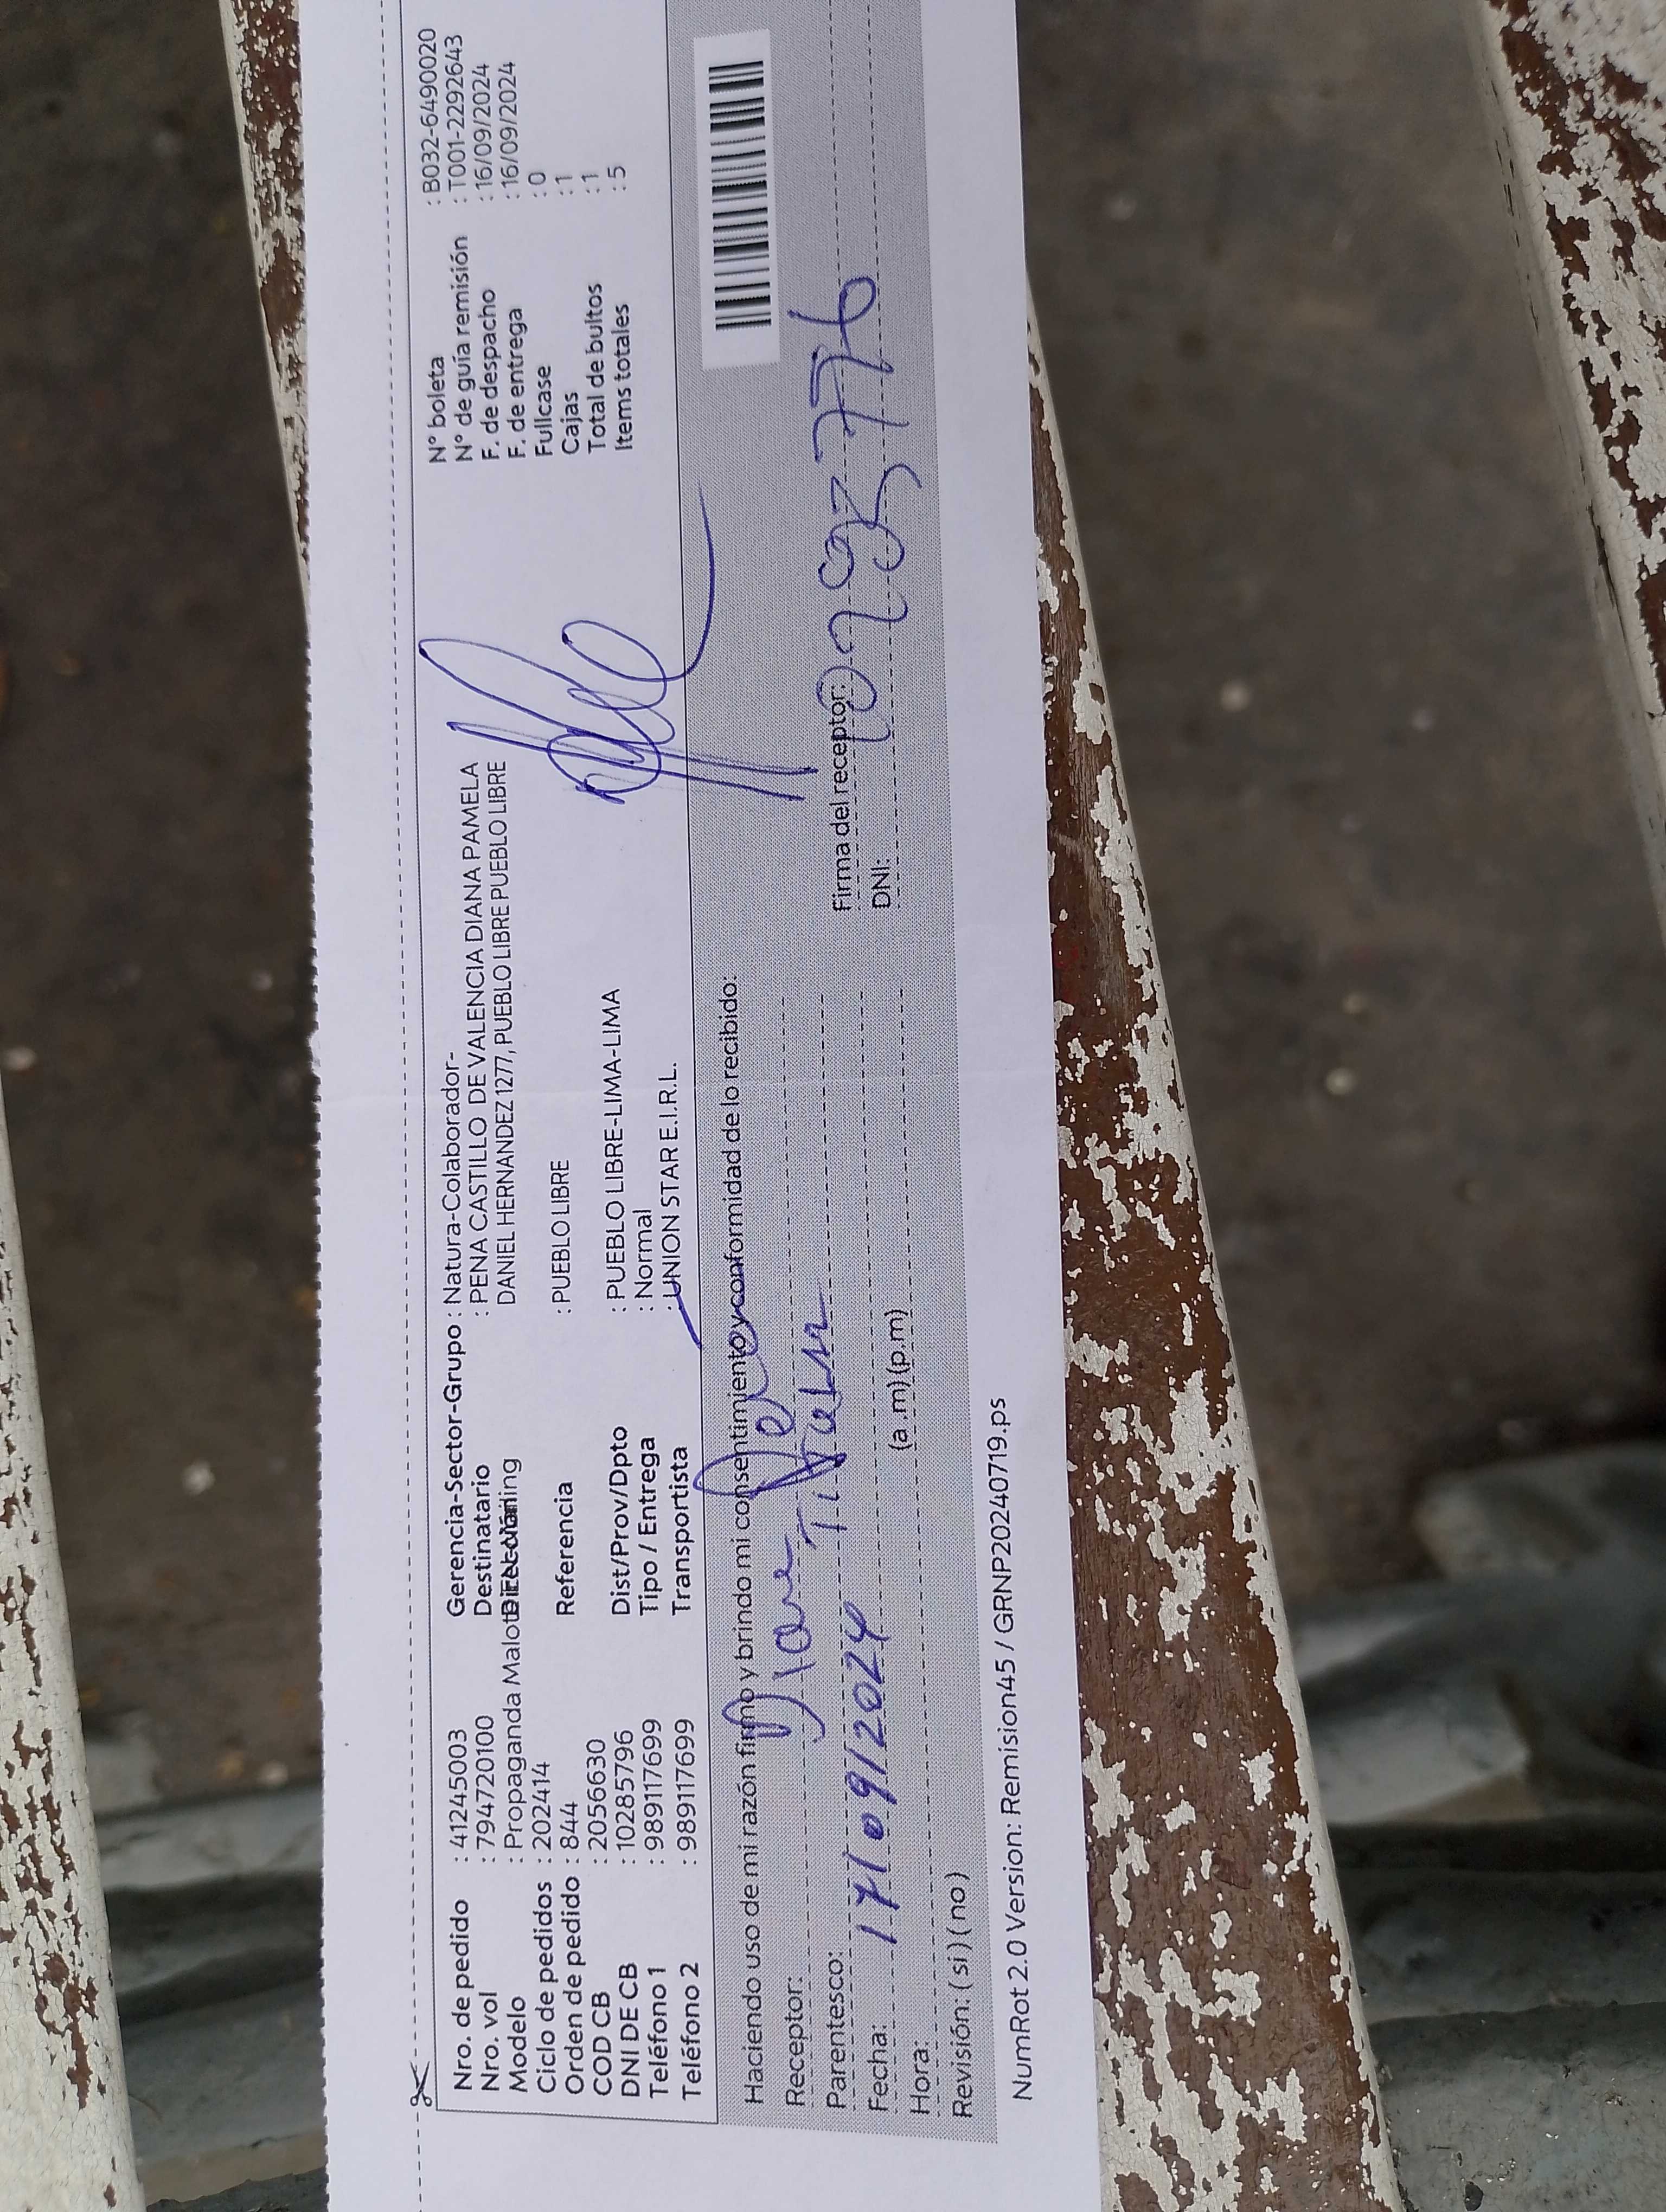 Nro. de pedido : 41245003 Gerencia-Sector-Grupo : Natura-Colaborador- N° boleta : B032-6490020
Nro. vol : 794720100 Destinatario : PENA CASTILLO DE VALENCIA DIANA PAMELA N° de guía remisión : T001-2292643
Modelo : Propaganda Malote DIRECT Mailing Dirección DANIEL HERNANDEZ 1277, PUEBLO LIBRE PUEBLO LIBRE F. de despacho : 16/09/2024
Ciclo de pedidos : 202414 F. de entrega : 16/09/2024
Orden de pedido : 844 Referencia : PUEBLO LIBRE Fullcase : 0
COD CB : 2056630 Cajas : 1
DNI DE CB : 10285796 Dist/Prov/Dpto : PUEBLO LIBRE-LIMA-LIMA Total de bultos : 1
Teléfono 1 : 989117699 Tipo / Entrega : Normal Items totales : 5
Teléfono 2 : 989117699 Transportista : UNION STAR E.I.R.L.
Haciendo uso de mi razón firmo y brindo mi consentimiento y conformidad de lo recibido:
Receptor:
Parentesco: Titular Firma del receptor:
Fecha: 17/09/2024 DNI:
Hora: (a .m) (p.m)
Revisión: ( si ) ( no )
NumRot 2.0 Version: Remision45 / GRNP20240719.ps